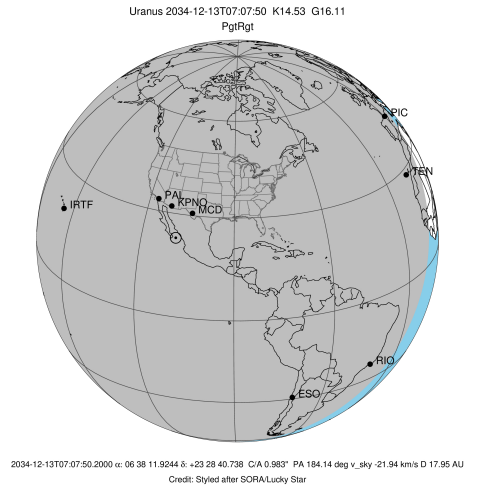 Uranus 2034-12-13T07:07:50 K14.53 G16.11
PgtRgt
PIC
TEN
IRTF
PAL
KPNO
MCD
RIO
ESO
2034-12-13T07:07:50.2000 α: 06 38 11.9244 δ: +23 28 40.738 C/A 0.983" PA 184.14 deg v_sky -21.94 km/s D 17.95 AU
Credit: Styled after SORA/Lucky Star